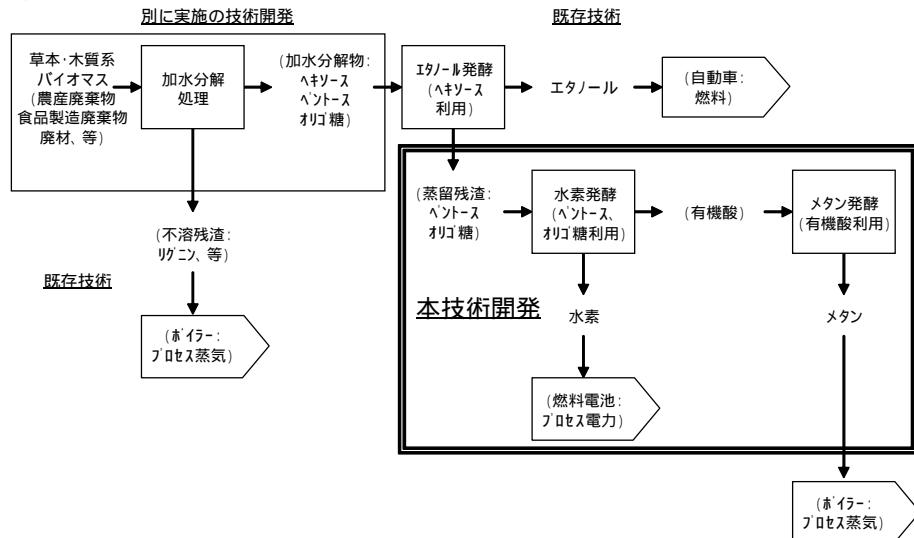 別に実施の技術開発
既存技術
草本･木質系
バイオマス
(農産廃棄物
食品製造廃棄物
廃材、等)
加水分解
処理
(加水分解物:
ﾍｷｿｰｽ
ﾍﾟﾝﾄｰｽ
ｵﾘｺﾞ糖)
ｴﾀﾉｰﾙ発酵
(ﾍｷｿｰｽ
利用)
エタノール
(自動車:
燃料)
(蒸留残渣:
ﾍﾟﾝﾄｰｽ
ｵﾘｺﾞ糖)
水素発酵
(ﾍﾟﾝﾄｰｽ、
ｵﾘｺﾞ糖利用)
(有機酸)
メタン発酵
(有機酸利用)
(不溶残渣:
ﾘｸﾞﾆﾝ、等)
既存技術
本技術開発
水素
メタン
(ﾎﾞｲﾗｰ:
ﾌﾟﾛｾｽ蒸気)
(燃料電池:
ﾌﾟﾛｾｽ電力)
(ﾎﾞｲﾗｰ:
ﾌﾟﾛｾｽ蒸気)